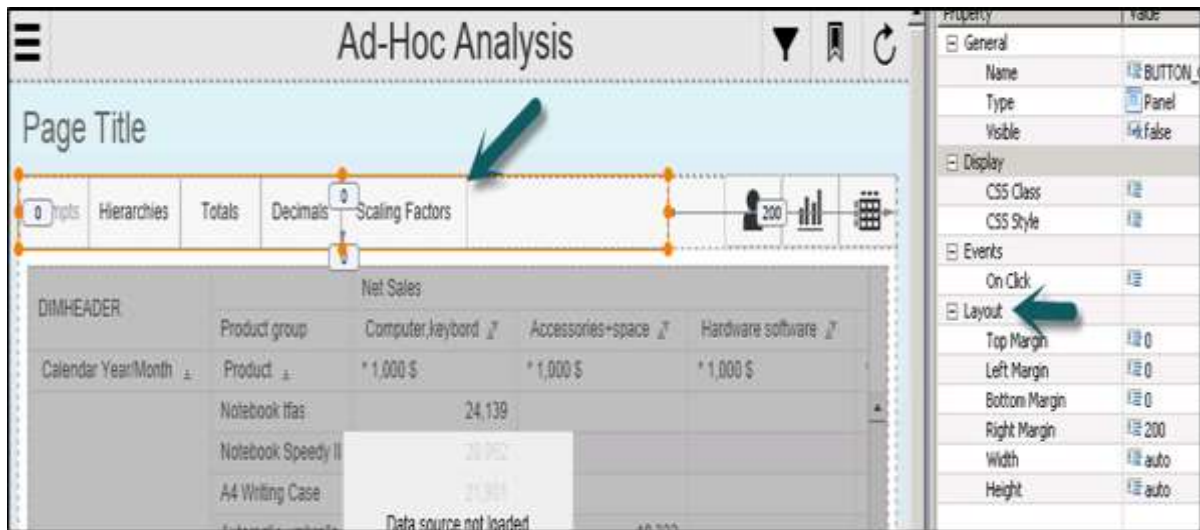 Ad-Hoc Analysis
Page Title
0 Hierarchies Totals Decimals 0 Scaling Factors 200
0
DIMHEADER
Net Sales
Product group Computer,keybord Accessories+space Hardware software
Calendar Year/Month Product * 1,000 $ * 1,000 $ * 1,000 $
Notebook tfas 24,139
Notebook Speedy II
A4 Writing Case
Data source not loaded
Property Value
General
Name BUTTON_
Type Panel
Visible false
Display
CSS Class
CSS Style
Events
On Click
Layout
Top Margin 0
Left Margin 0
Bottom Margin 0
Right Margin 200
Width auto
Height auto